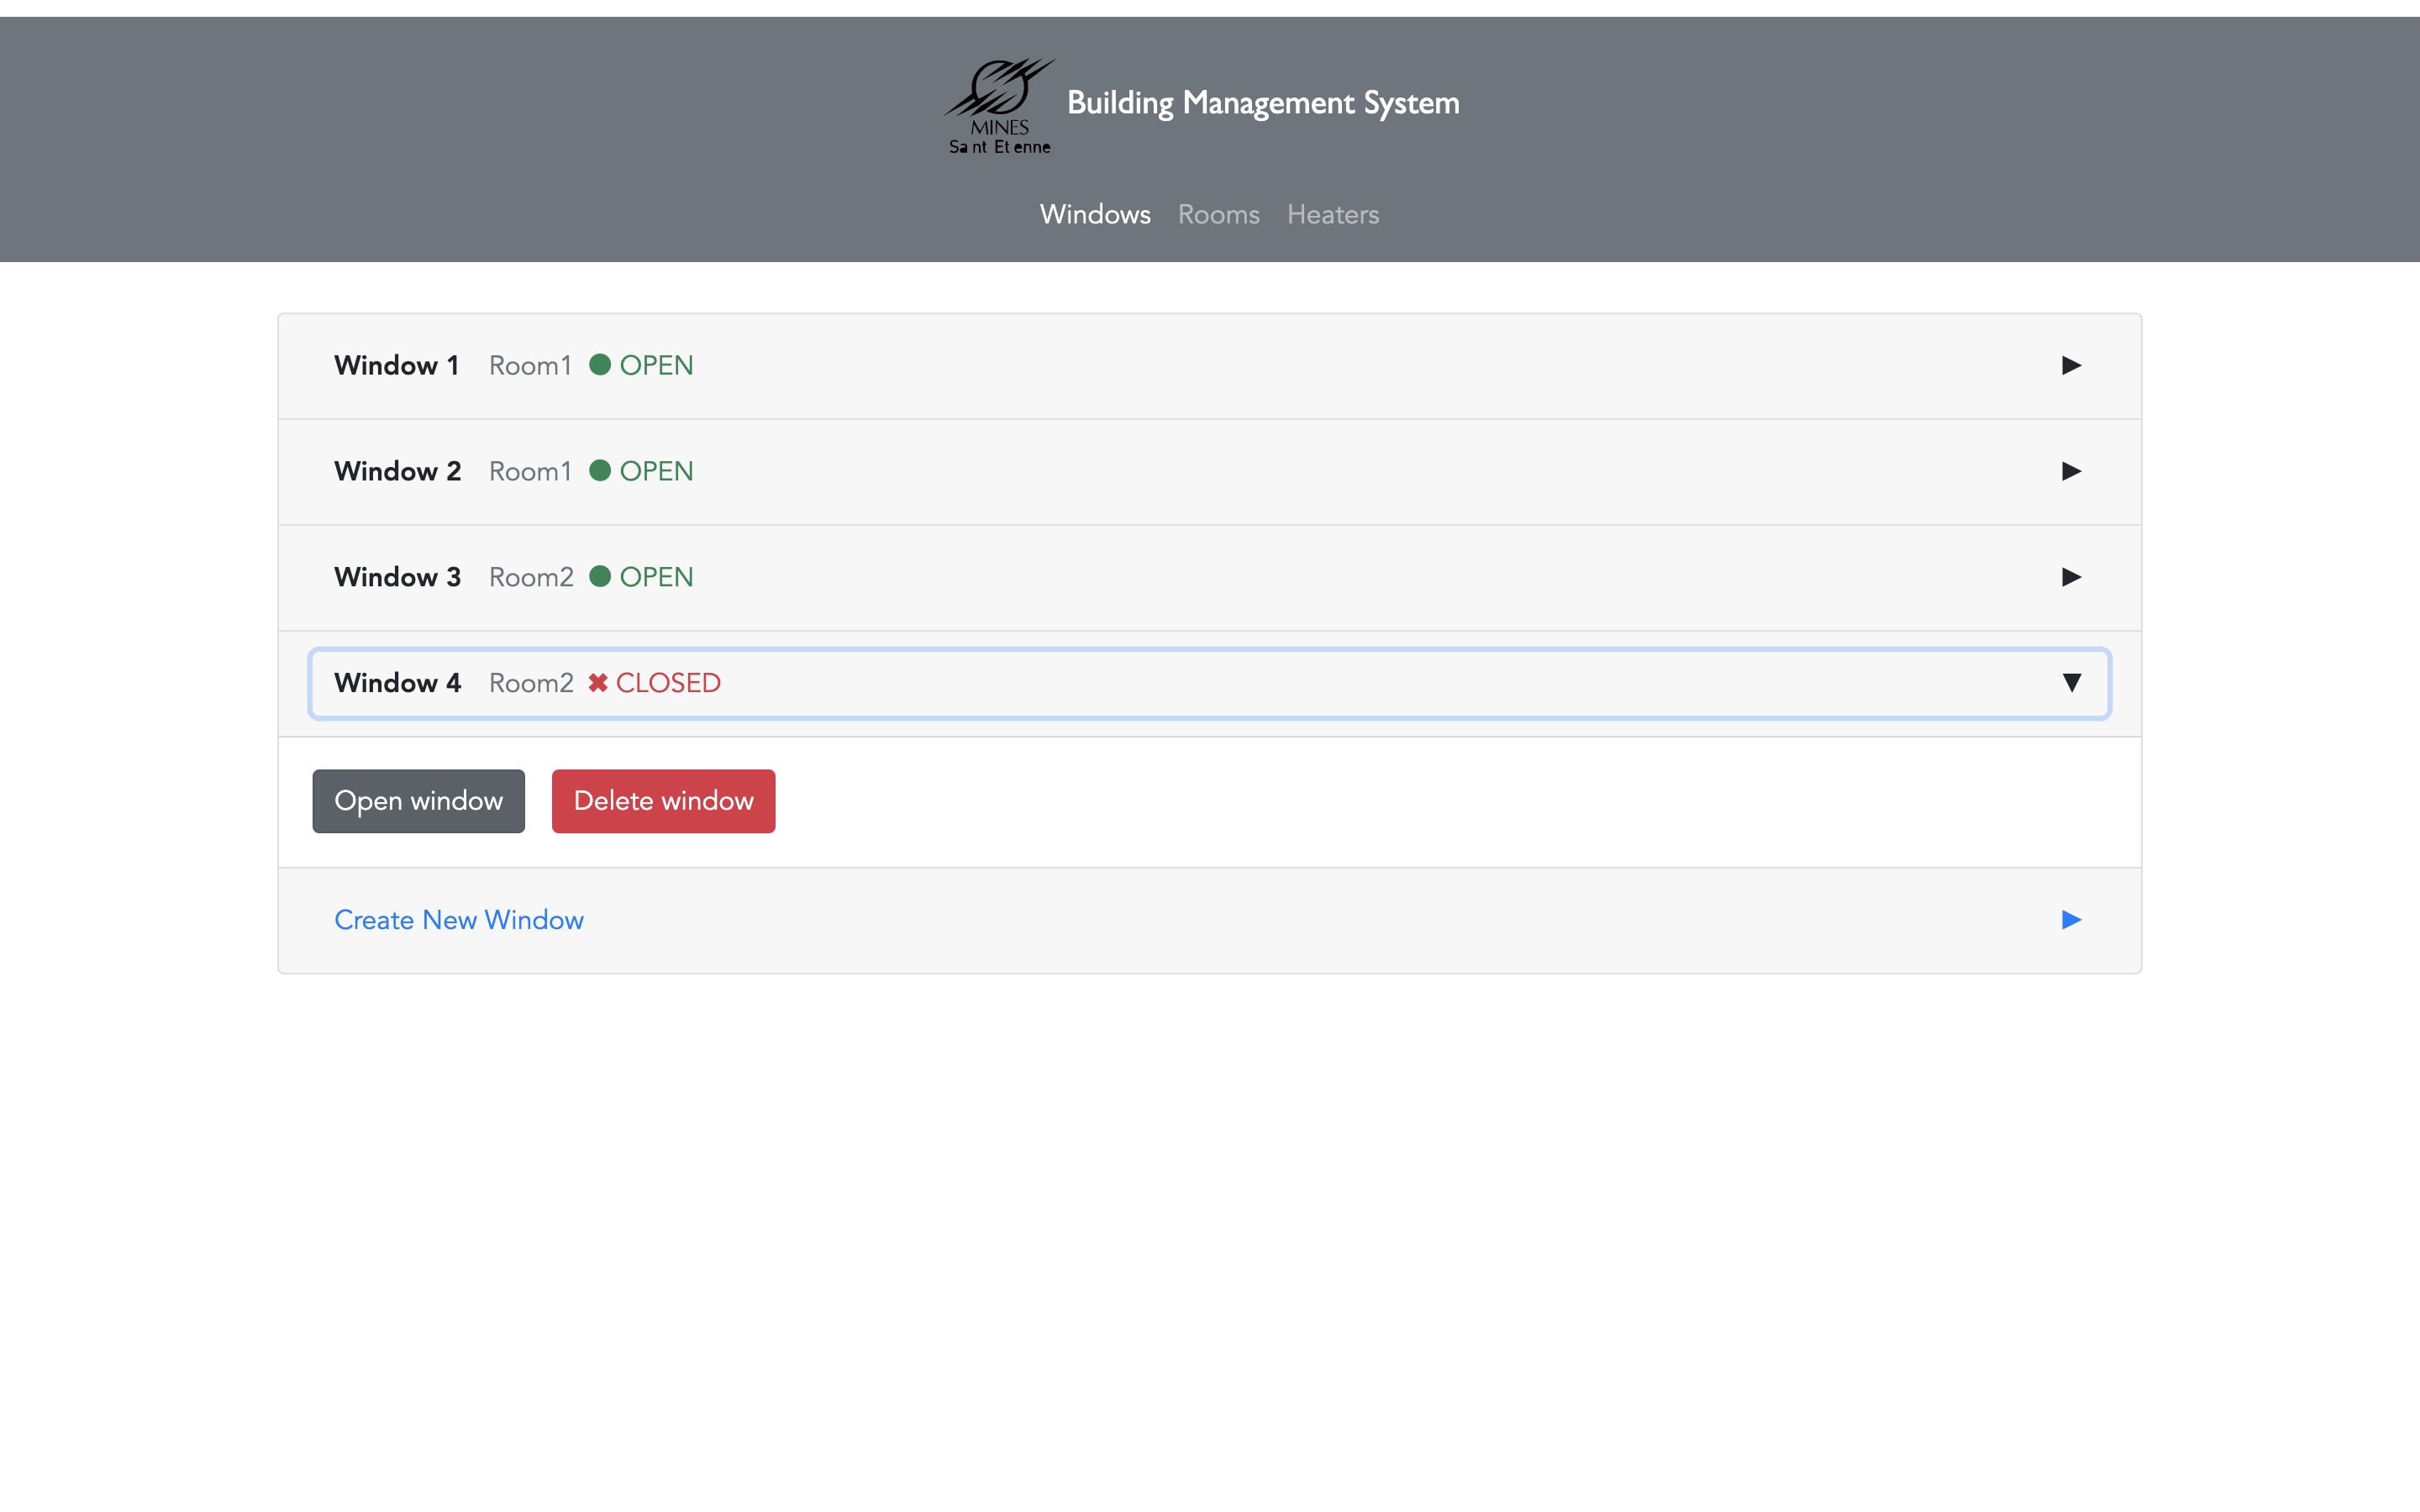 MINES
Sa nt Et enne
Building Management System
Windows Rooms Heaters
Window 1 Room1 OPEN ▶
Window 2 Room1 OPEN ▶
Window 3 Room2 OPEN ▶
Window 4 Room2 ✖ CLOSED ▼
Open window Delete window
Create New Window ▶